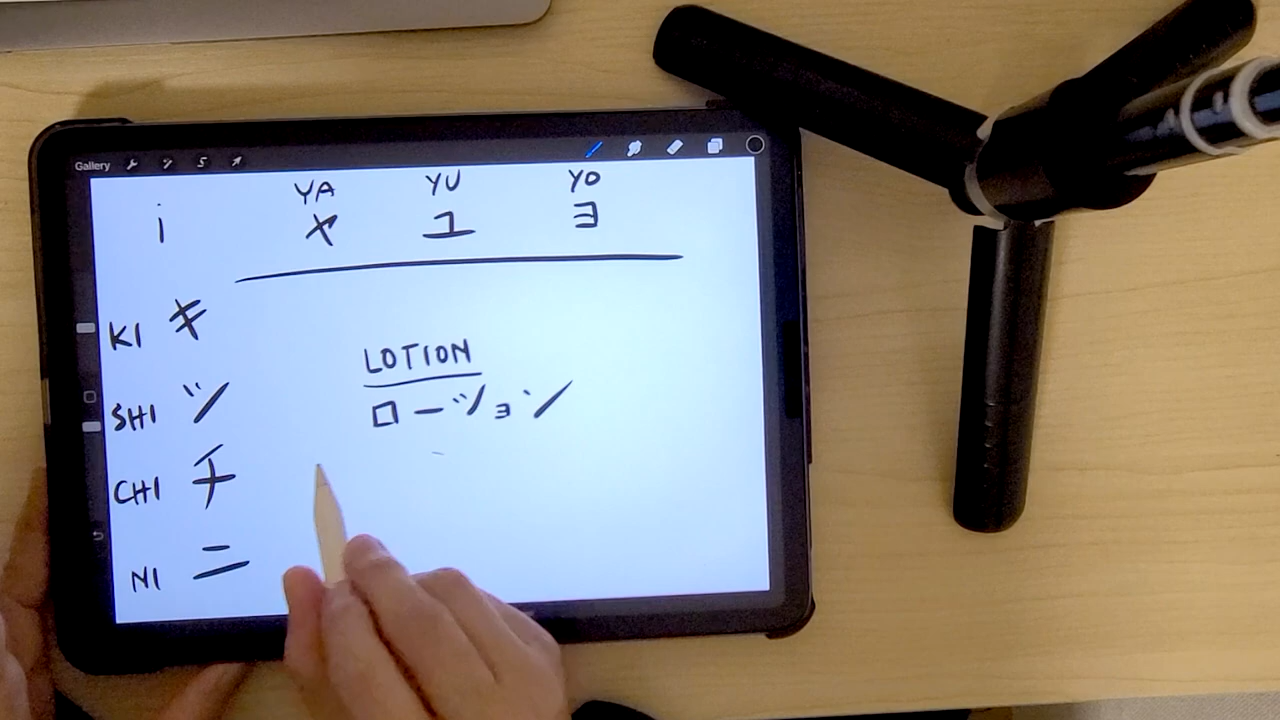 Gallery
YA YU YO
i ヤ ユ ヨ
KI キ
LOTION
SHI シ
ローション
CHI チ
NI ニ